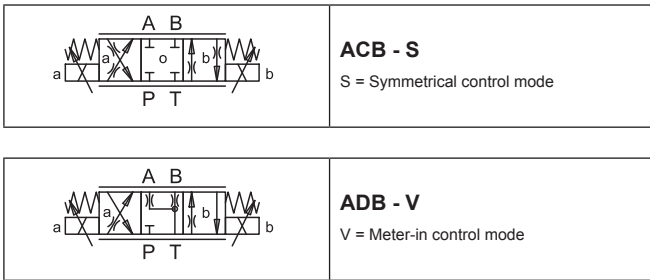 A B
a a o b b
P T
ACB - S
S = Symmetrical control mode
A B
a a b b
P T
ADB - V
V = Meter-in control mode